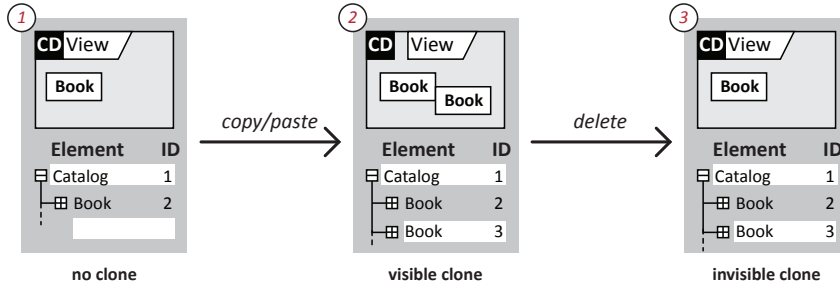 1
CD View
Book
Element ID
Catalog 1
Book 2
no clone
copy/paste
2
CD View
Book
Book
Element ID
Catalog 1
Book 2
Book 3
visible clone
delete
3
CD View
Book
Element ID
Catalog 1
Book 2
Book 3
invisible clone